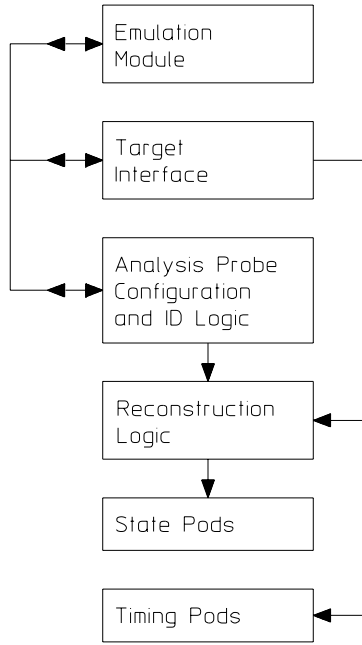 Emulation
Module
Target
Interface
Analysis Probe
Configuration
and ID Logic
Reconstruction
Logic
State Pods
Timing Pods